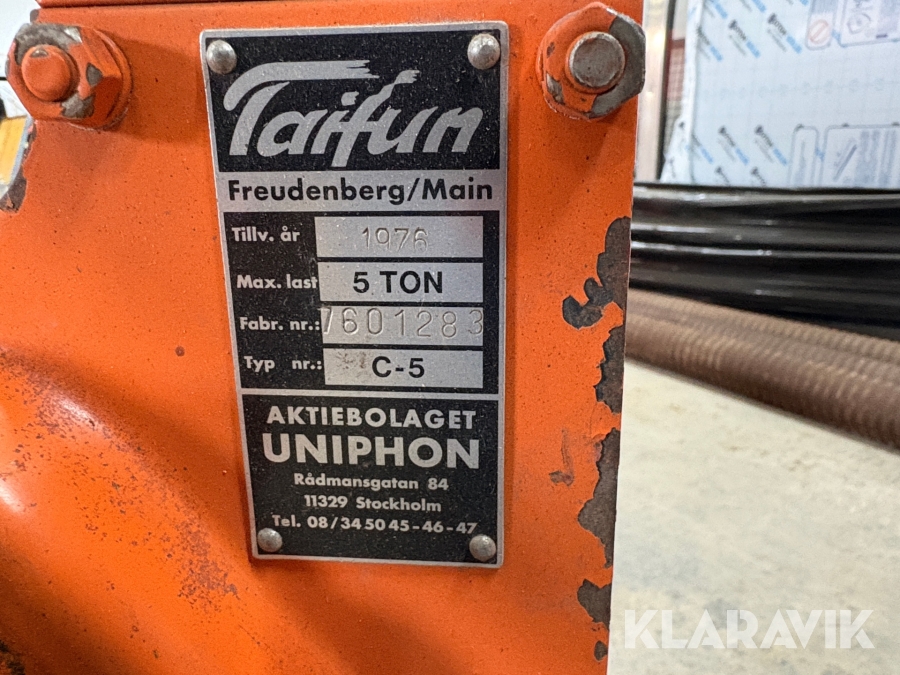 Taifun
Freudenberg/Main
Tillv. år 1976
Max. last 5 TON
Fabr. nr.: 7601283
Typ nr.: C-5
AKTIEBOLAGET
UNIPHON
Rådmansgatan 84
11329 Stockholm
Tel. 08/34 50 45-46-47
KLARAVIK